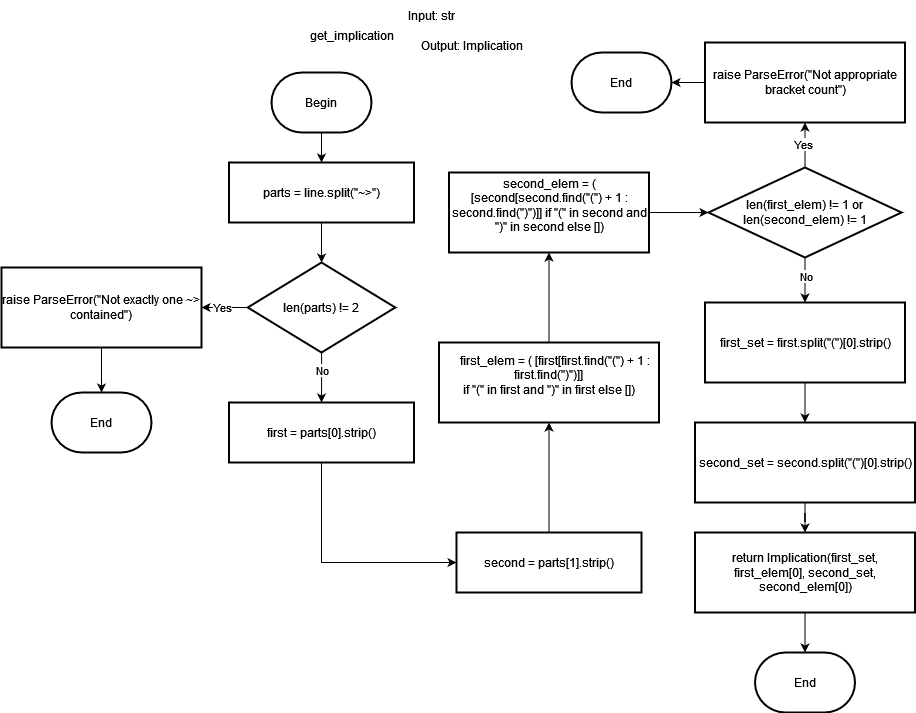 Input: str
get_implication
Output: Implication
Begin
parts = line.split("~>")
len(parts) != 2
Yes
raise ParseError("Not exactly one ~>
contained")
End
No
first = parts[0].strip()
second = parts[1].strip()
first_elem = ( [first[first.find("(") + 1 :
first.find(")")]]
if "(" in first and ")" in first else [])
second_elem = (
[second[second.find("(") + 1 :
second.find(")")]] if "(" in second and
")" in second else [])
len(first_elem) != 1 or
len(second_elem) != 1
Yes
raise ParseError("Not appropriate
bracket count")
End
No
first_set = first.split("(")[0].strip()
second_set = second.split("(")[0].strip()
return Implication(first_set,
first_elem[0], second_set,
second_elem[0])
End